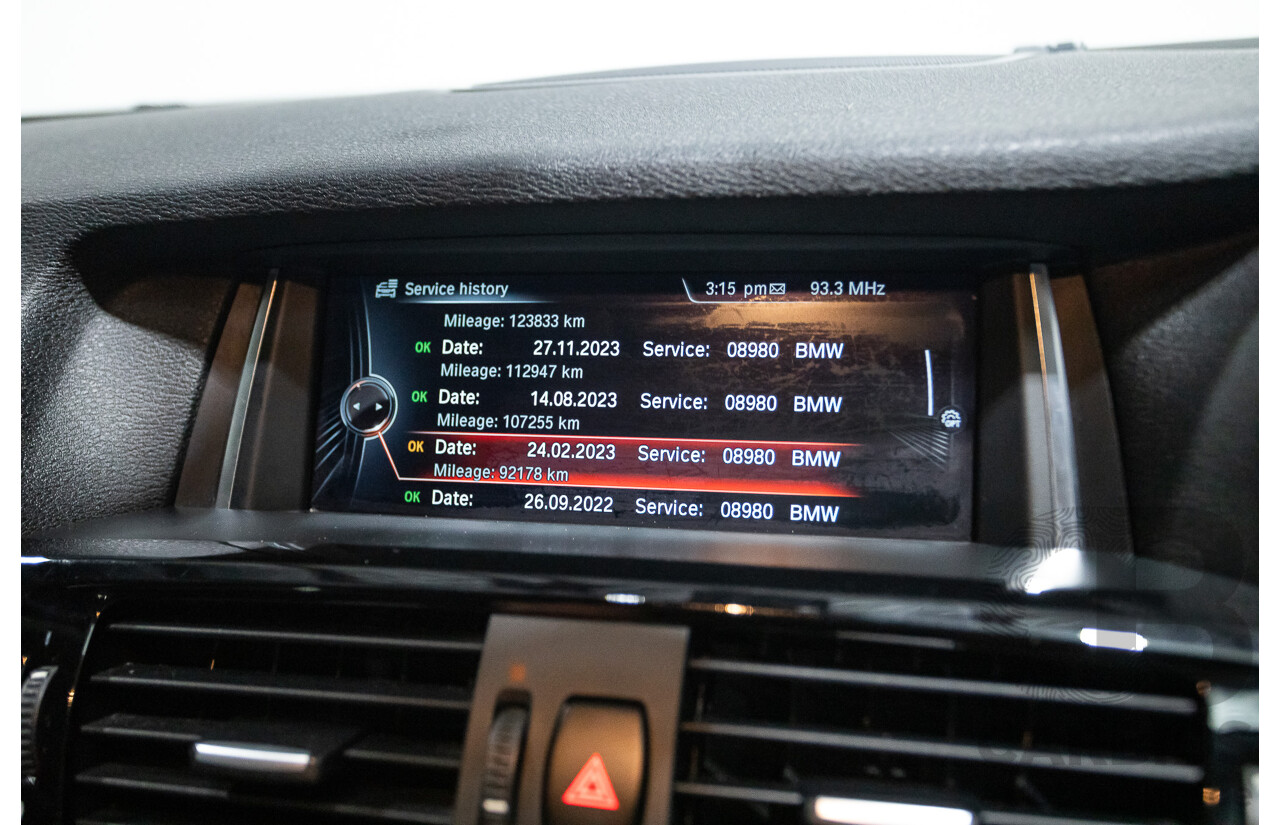 Service history 3:15 pm 93.3 MHz
Mileage: 123833 km
OK Date: 27.11.2023 Service: 08980 BMW
Mileage: 112947 km
OK Date: 14.08.2023 Service: 08980 BMW
Mileage: 107255 km
OK Date: 24.02.2023 Service: 08980 BMW
Mileage: 92178 km
OK Date: 26.09.2022 Service: 08980 BMW
OPT